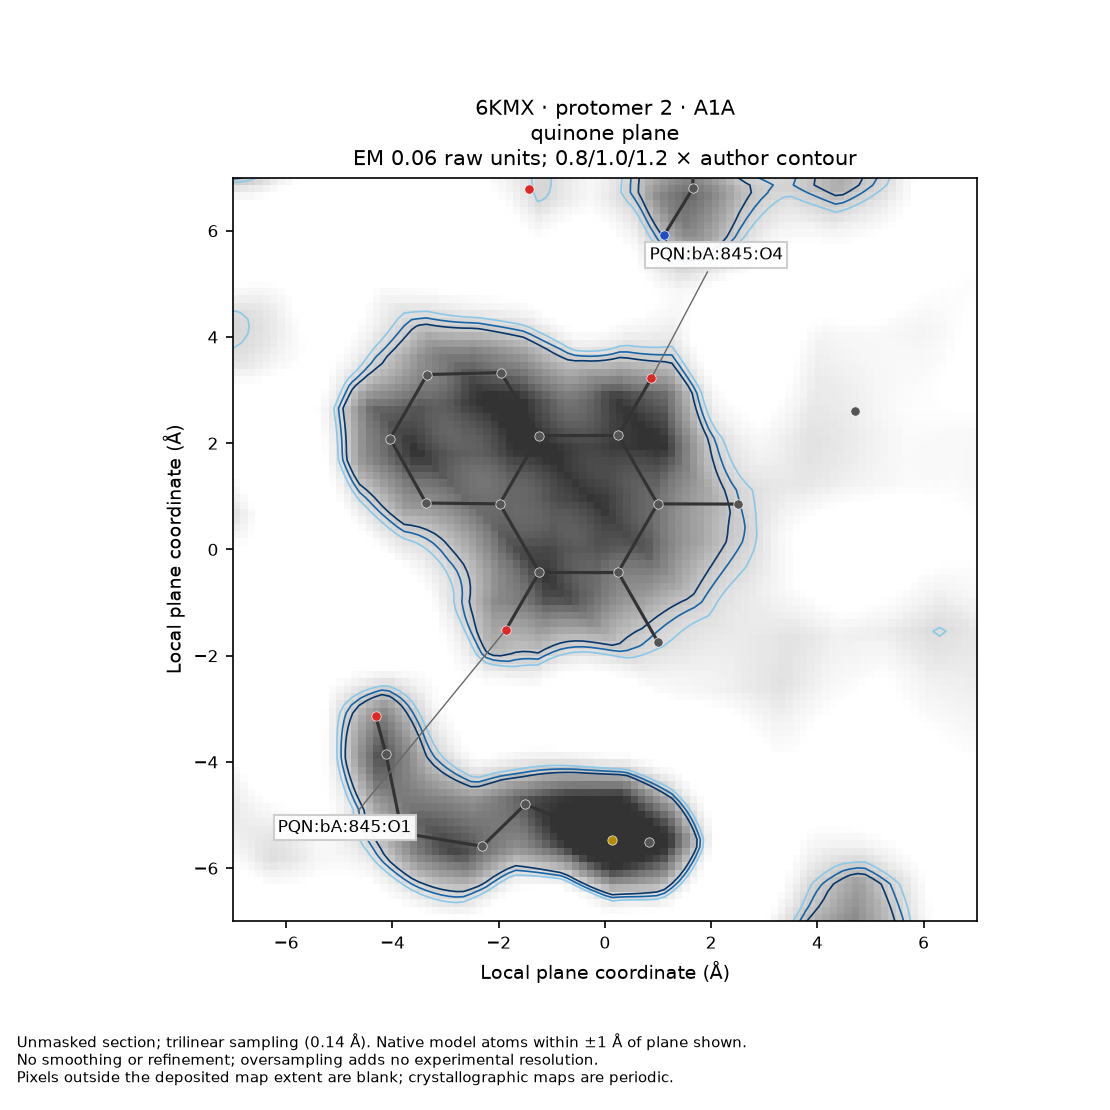 6KMX · protomer 2 · A1A
quinone plane
EM 0.06 raw units; 0.8/1.0/1.2 × author contour
6
PQN:bA:845:O4
4
2
Local plane coordinate (Å)
0
−2
−4
PQN:bA:845:O1
−6
−6 −4 −2 0 2 4 6
Local plane coordinate (Å)
Unmasked section; trilinear sampling (0.14 Å). Native model atoms within ±1 Å of plane shown.
No smoothing or refinement; oversampling adds no experimental resolution.
Pixels outside the deposited map extent are blank; crystallographic maps are periodic.